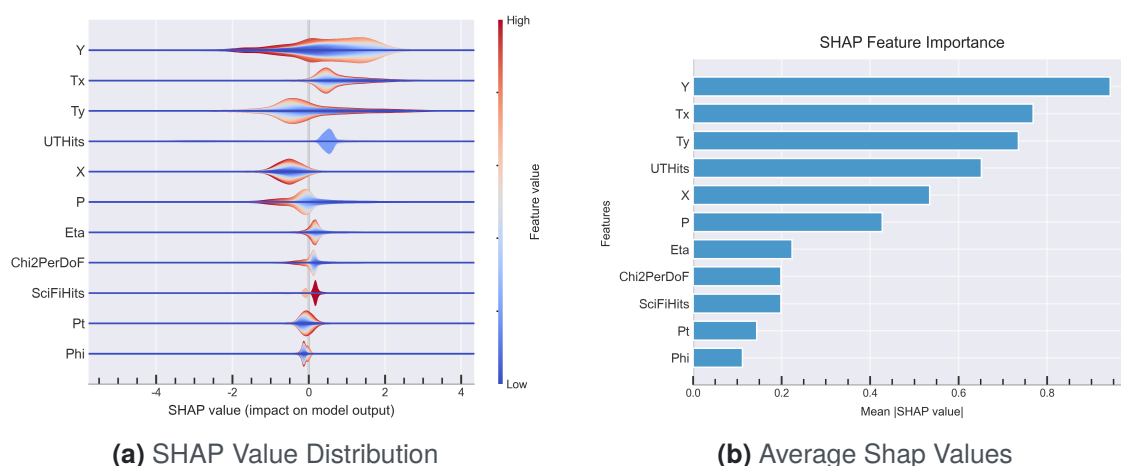 High
Y
Tx
Ty
UTHits
X
P
Eta
Chi2PerDoF
SciFiHits
Pt
Phi
Low
Feature value
-4 -2 0 2 4
SHAP value (impact on model output)
(a) SHAP Value Distribution
SHAP Feature Importance
Features
Y
Tx
Ty
UTHits
X
P
Eta
Chi2PerDoF
SciFiHits
Pt
Phi
0.0 0.2 0.4 0.6 0.8
Mean |SHAP value|
(b) Average Shap Values